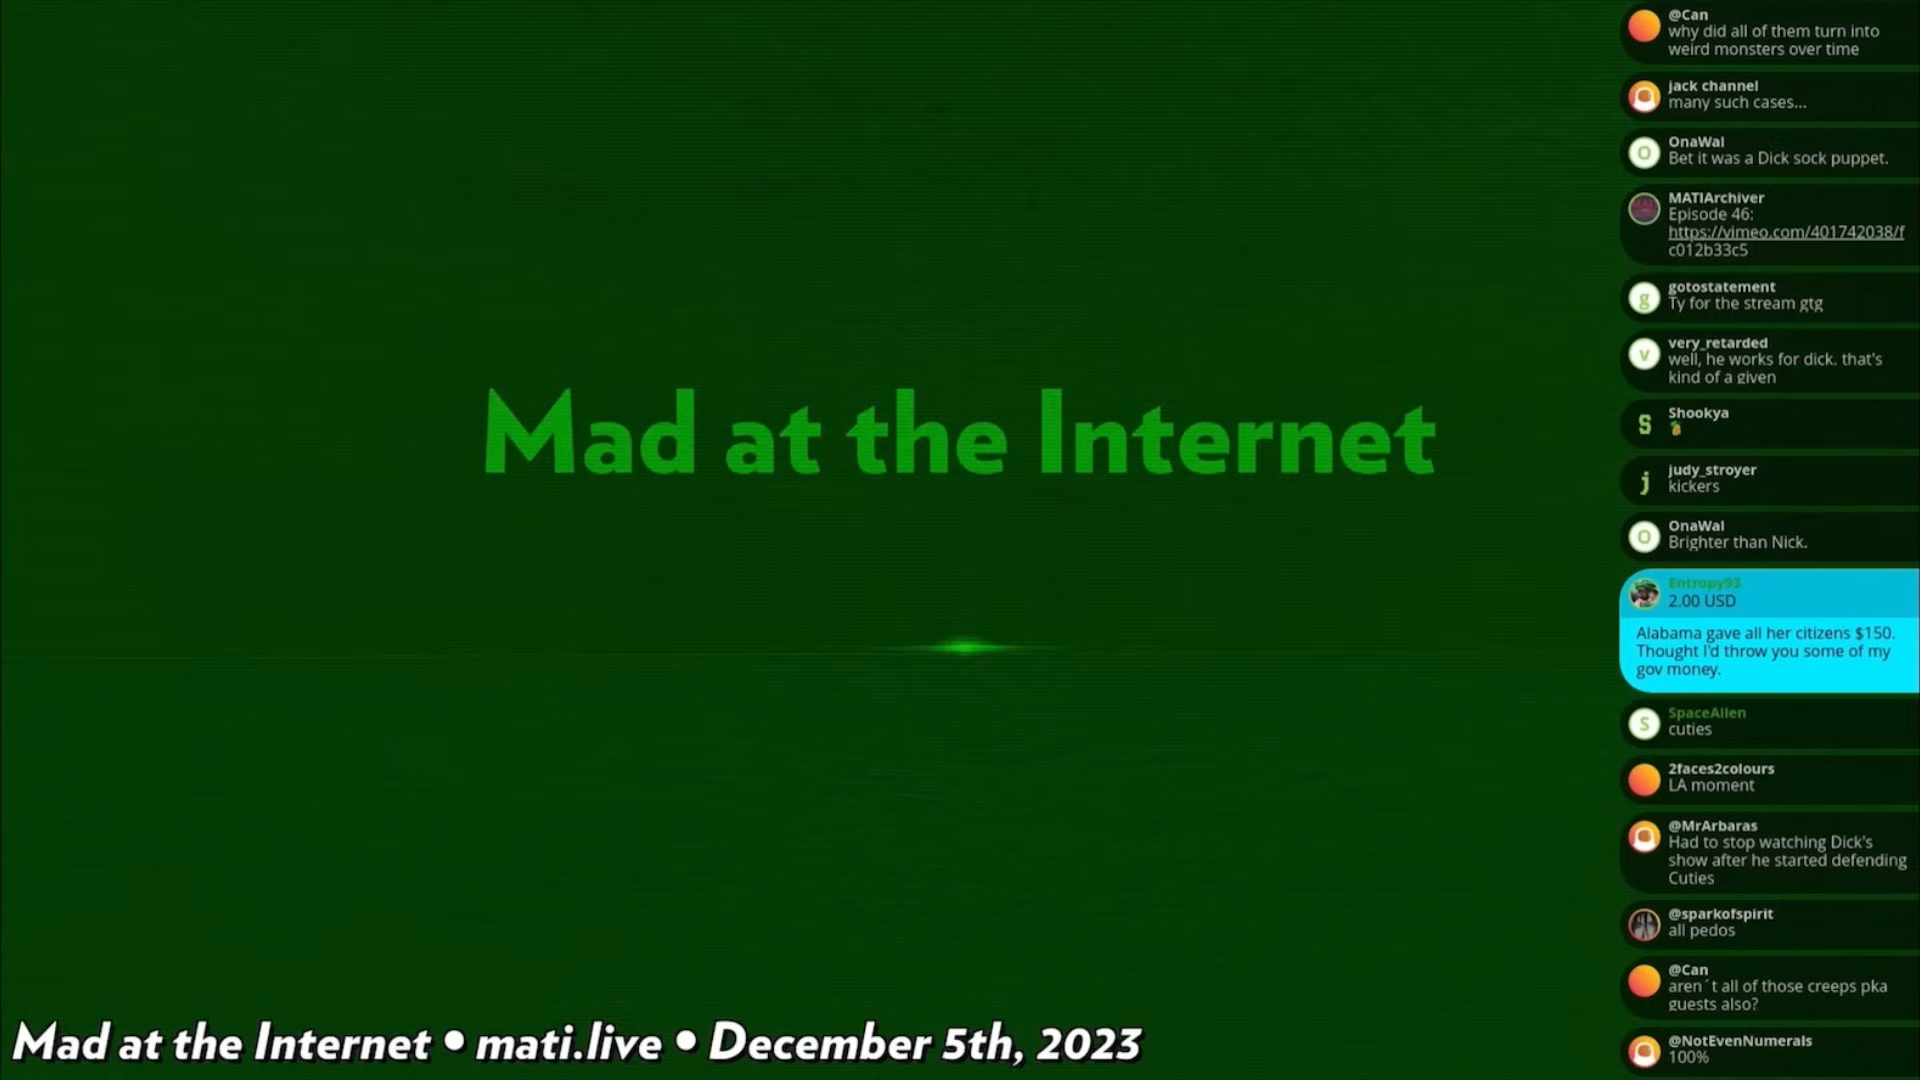 Mad at the Internet
Mad at the Internet • mati.live • December 5th, 2023
@Can
why did all of them turn into
weird monsters over time
jack channel
many such cases...
O
OnaWal
Bet it was a Dick sock puppet.
MATIArchiver
Episode 46:
https://vimeo.com/401742038/f
c012b33c5
g
gotostatement
Ty for the stream gtg
v
very_retarded
well, he works for dick. that's
kind of a given
S
Shookya
🍍
j
judy_stroyer
kickers
O
OnaWal
Brighter than Nick.
Entropy93
2.00 USD
Alabama gave all her citizens $150.
Thought I'd throw you some of my
gov money.
S
SpaceAllen
cuties
2faces2colours
LA moment
@MrArbaras
Had to stop watching Dick's
show after he started defending
Cuties
@sparkofspirit
all pedos
@Can
aren´t all of those creeps pka
guests also?
@NotEvenNumerals
100%